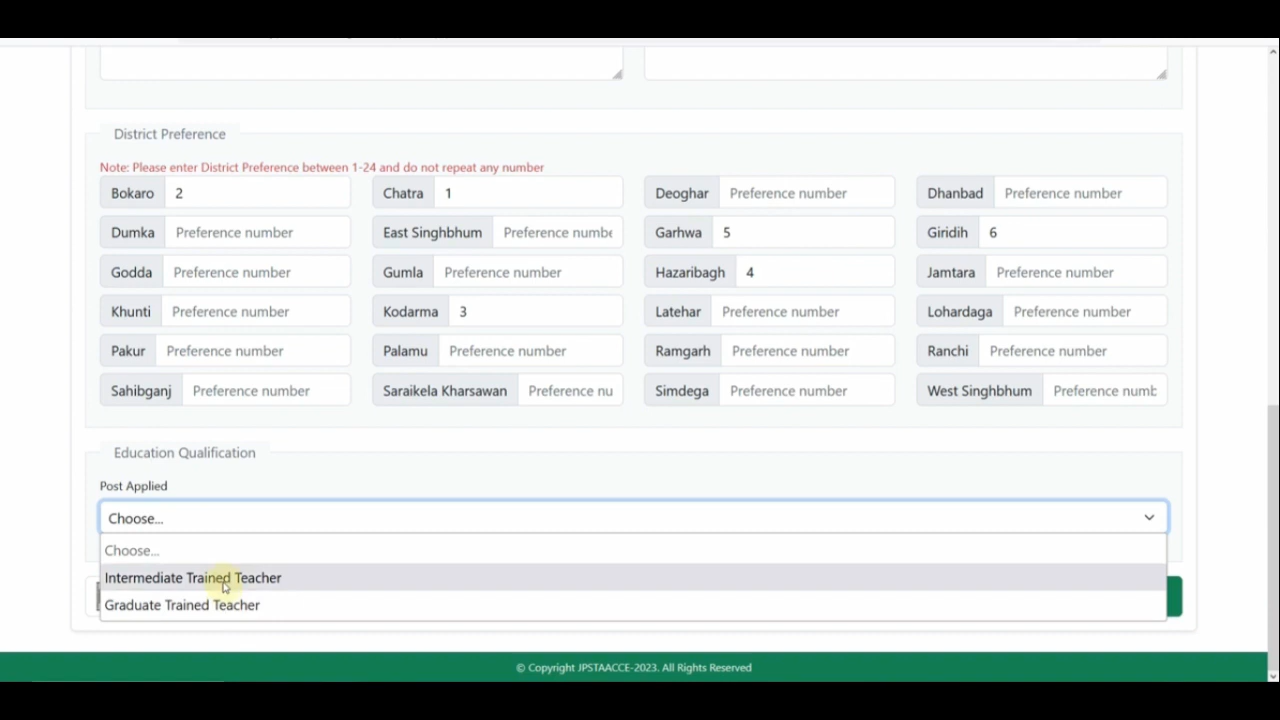 District Preference
Note: Please enter District Preference between 1-24 and do not repeat any number
Bokaro 2 Chatra 1 Deoghar Preference number Dhanbad Preference number
Dumka Preference number East Singhbhum Preference numbe Garhwa 5 Giridih 6
Godda Preference number Gumla Preference number Hazaribagh 4 Jamtara Preference number
Khunti Preference number Kodarma 3 Latehar Preference number Lohardaga Preference number
Pakur Preference number Palamu Preference number Ramgarh Preference number Ranchi Preference number
Sahibganj Preference number Saraikela Kharsawan Preference nu Simdega Preference number West Singhbhum Preference numb
Education Qualification
Post Applied
Choose...
Choose...
Intermediate Trained Teacher
Graduate Trained Teacher
© Copyright JPSTAACCE-2023. All Rights Reserved